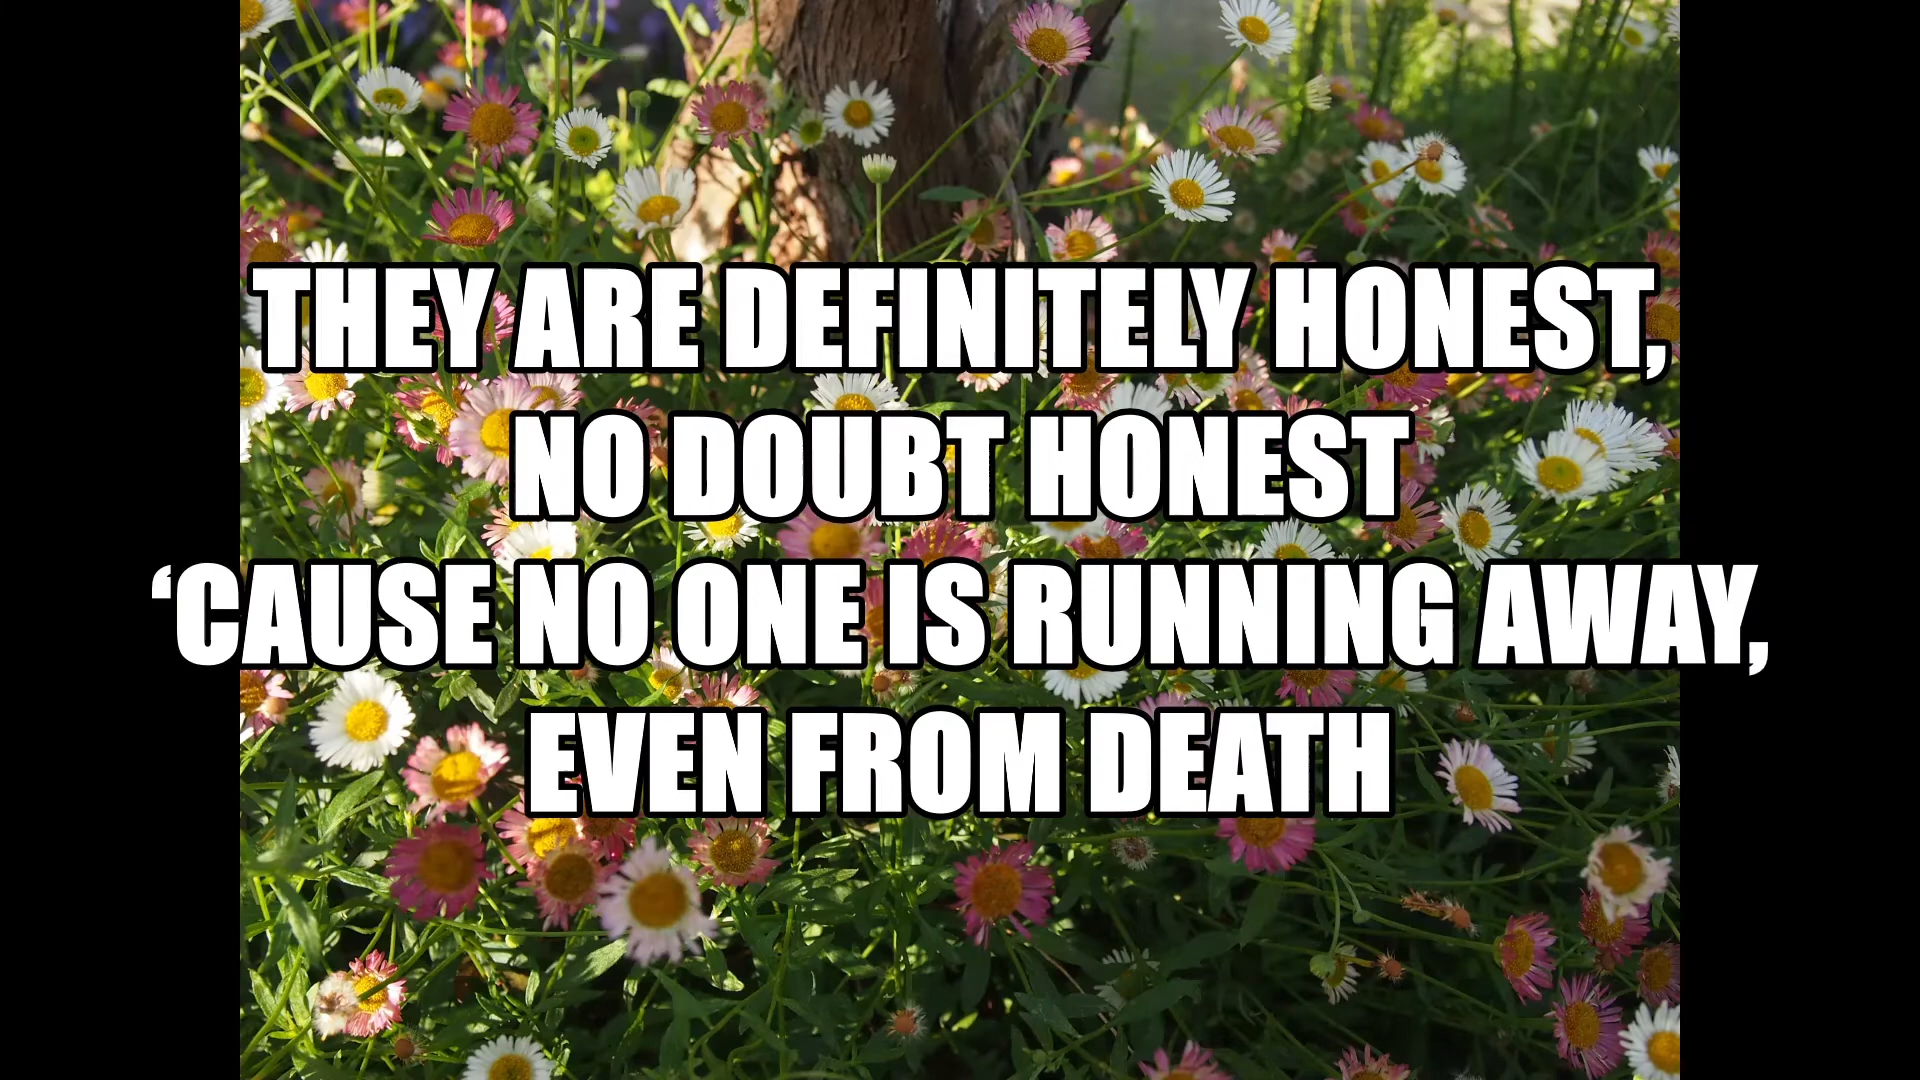 THEY ARE DEFINITELY HONEST,
NO DOUBT HONEST
‘CAUSE NO ONE IS RUNNING AWAY,
EVEN FROM DEATH